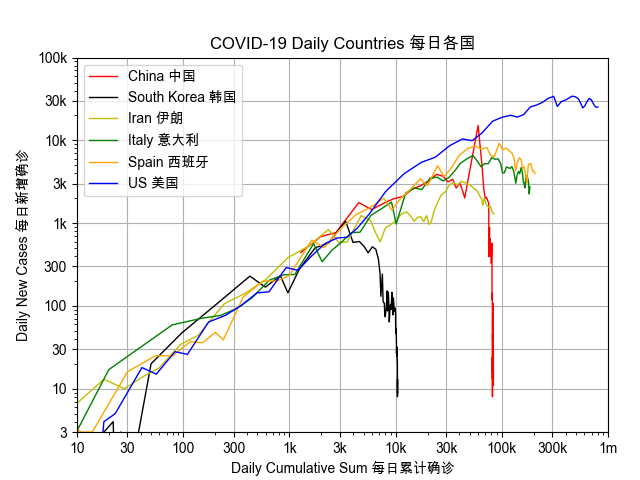 COVID-19 Daily Countries 每日各国
Daily New Cases 每日新增确诊
100k
30k
10k
3k
1k
300
100
30
10
3
China 中国
South Korea 韩国
Iran 伊朗
Italy 意大利
Spain 西班牙
US 美国
10 30 100 300 1k 3k 10k 30k 100k 300k 1m
Daily Cumulative Sum 每日累计确诊